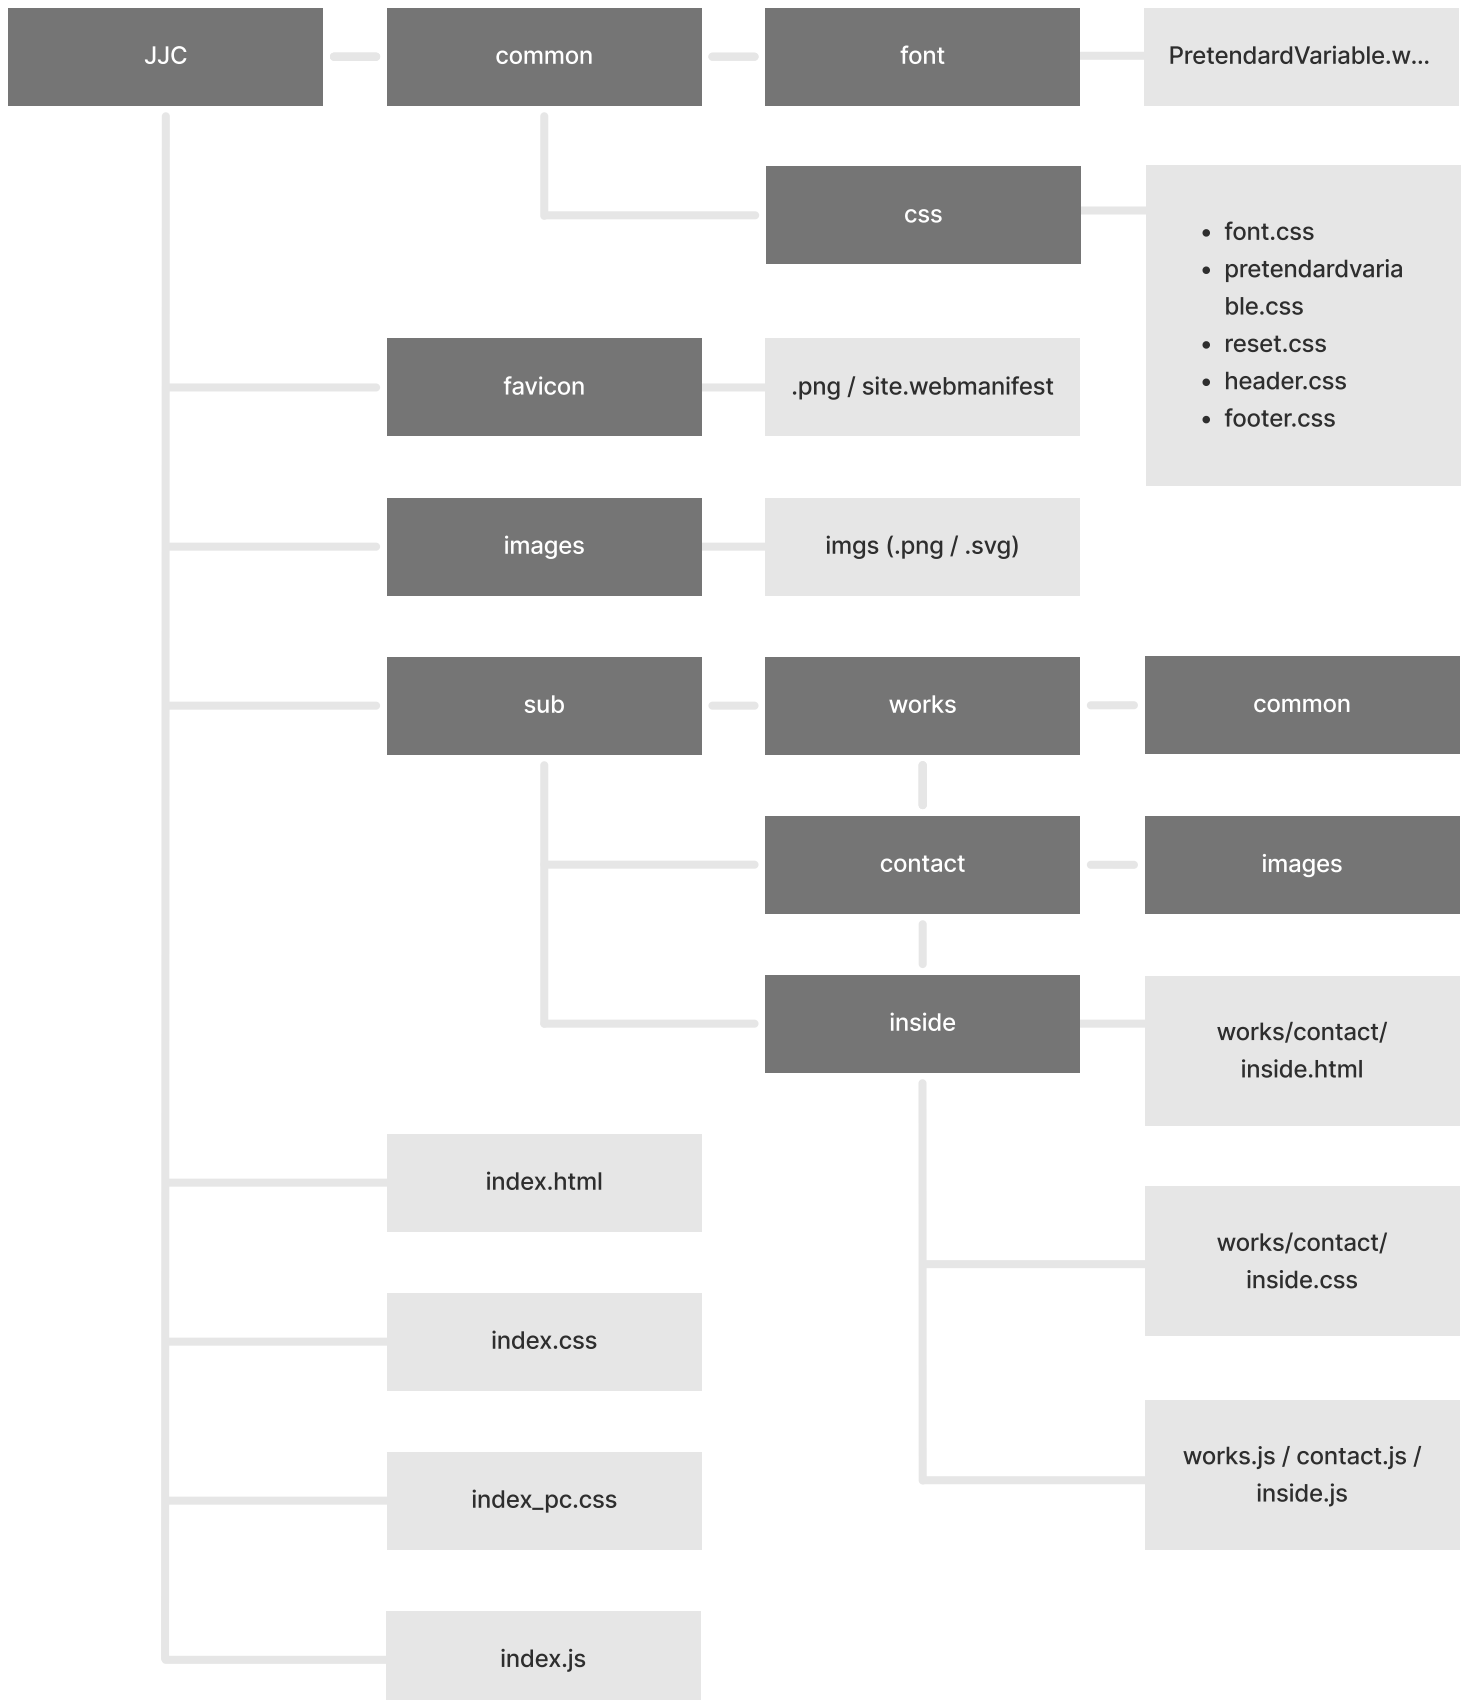 JJC
common
font
PretendardVariable.w...
css
• font.css
• pretendardvaria
ble.css
• reset.css
• header.css
• footer.css
favicon
.png / site.webmanifest
images
imgs (.png / .svg)
sub
works
common
contact
images
inside
works/contact/
inside.html
index.html
works/contact/
inside.css
index.css
works.js / contact.js /
inside.js
index_pc.css
index.js